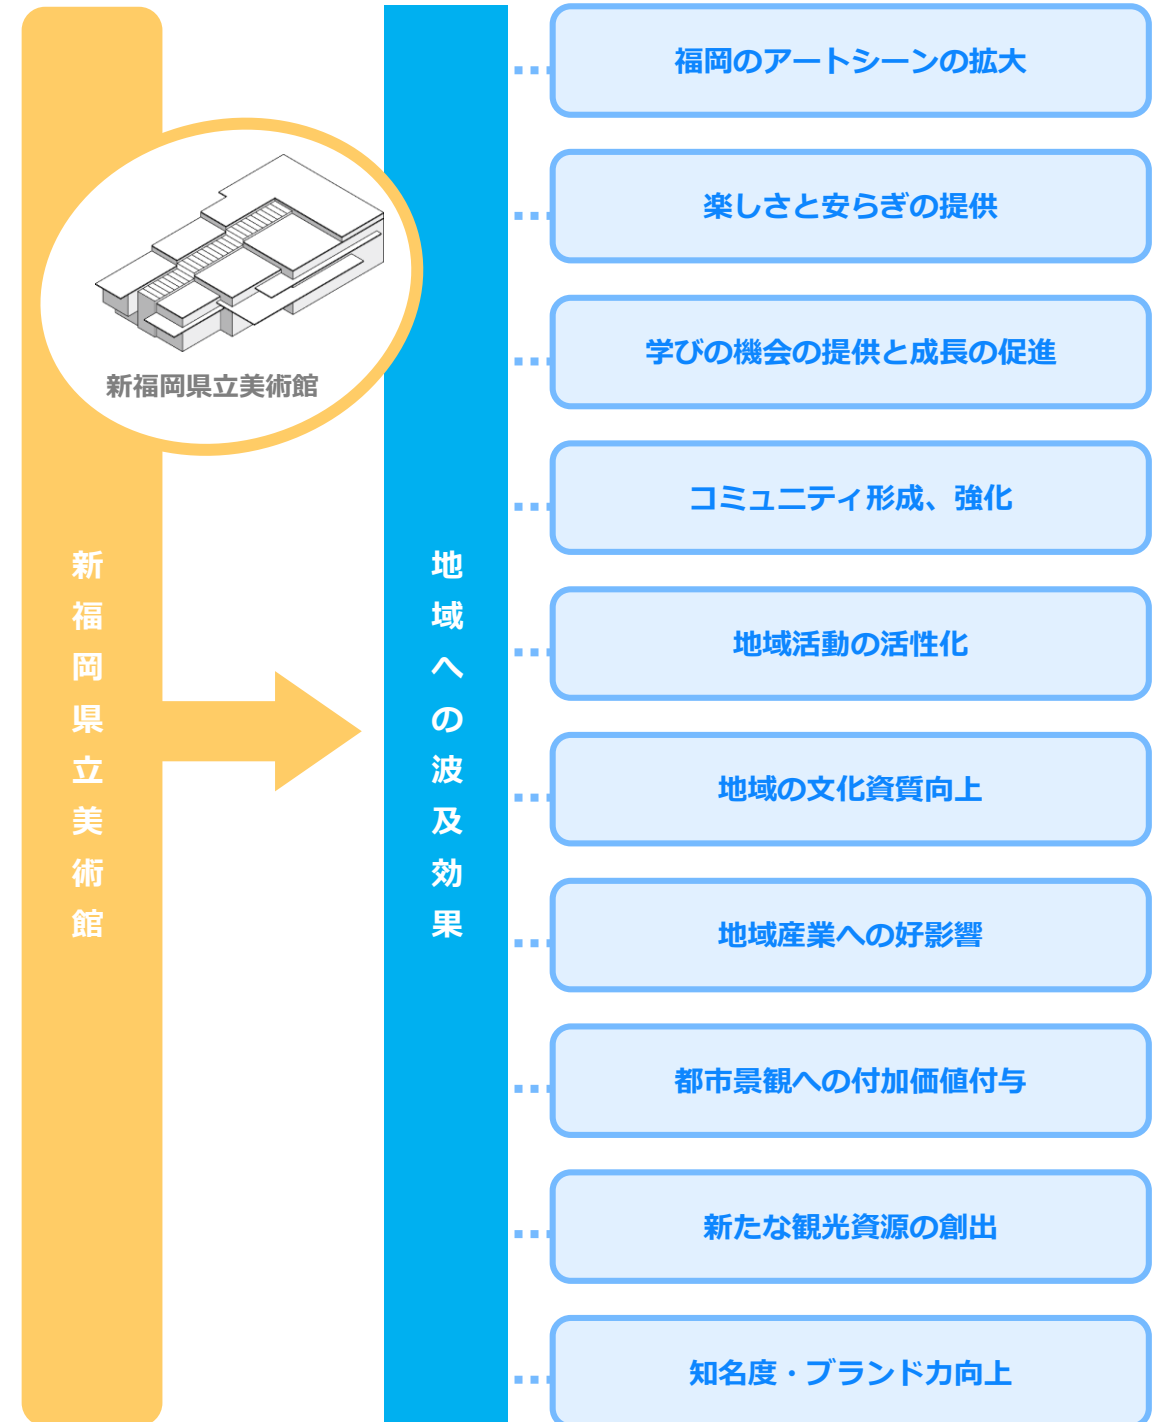 新福岡県立美術館
新福岡県立美術館
地域への波及効果
福岡のアートシーンの拡大
楽しさと安らぎの提供
学びの機会の提供と成長の促進
コミュニティ形成、強化
地域活動の活性化
地域の文化資質向上
地域産業への好影響
都市景観への付加価値付与
新たな観光資源の創出
知名度・ブランド力向上